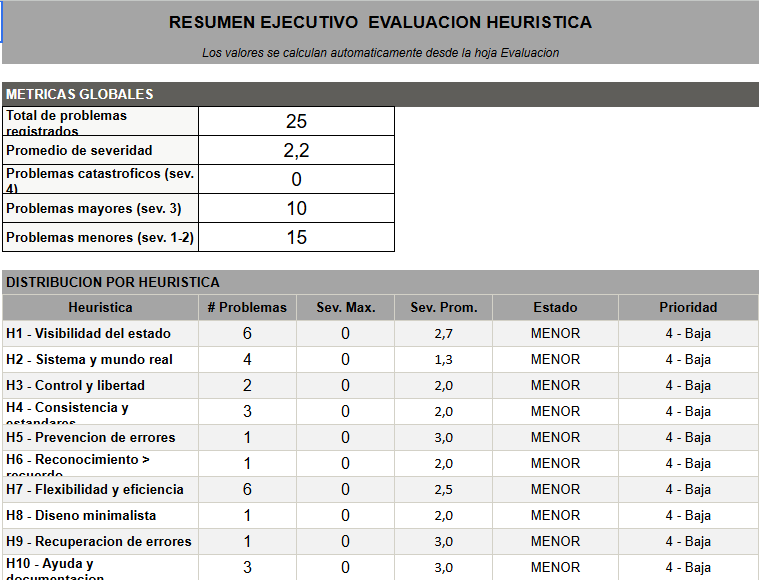 RESUMEN EJECUTIVO EVALUACION HEURISTICA
Los valores se calculan automaticamente desde la hoja Evaluacion
METRICAS GLOBALES
Total de problemas
registrados 25
Promedio de severidad 2,2
Problemas catastroficos (sev.
4) 0
Problemas mayores (sev. 3) 10
Problemas menores (sev. 1-2) 15
DISTRIBUCION POR HEURISTICA
Heuristica # Problemas Sev. Max. Sev. Prom. Estado Prioridad
H1 - Visibilidad del estado 6 0 2,7 MENOR 4 - Baja
H2 - Sistema y mundo real 4 0 1,3 MENOR 4 - Baja
H3 - Control y libertad 2 0 2,0 MENOR 4 - Baja
H4 - Consistencia y
estandares 3 0 2,0 MENOR 4 - Baja
H5 - Prevencion de errores 1 0 3,0 MENOR 4 - Baja
H6 - Reconocimiento >
recuerdo 1 0 2,0 MENOR 4 - Baja
H7 - Flexibilidad y eficiencia 6 0 2,5 MENOR 4 - Baja
H8 - Diseno minimalista 1 0 2,0 MENOR 4 - Baja
H9 - Recuperacion de errores 1 0 3,0 MENOR 4 - Baja
H10 - Ayuda y
documentacion 3 0 3,0 MENOR 4 - Baja